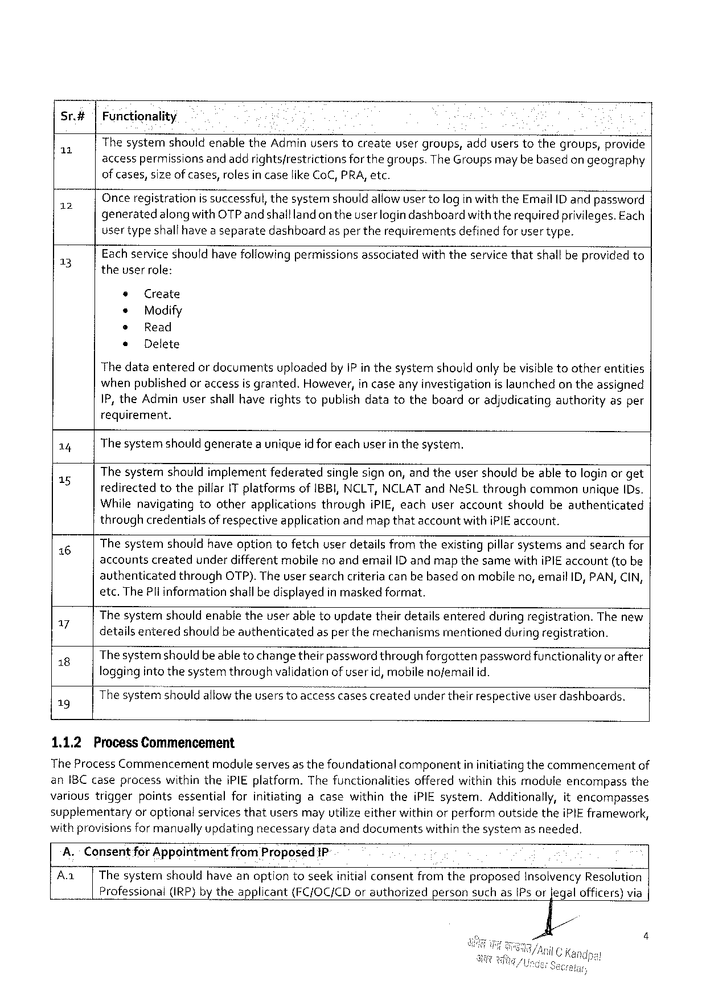 Sr.# Functionality
11 The system should enable the Admin users to create user groups, add users to the groups, provide
access permissions and add rights/restrictions for the groups. The Groups may be based on geography
of cases, size of cases, roles in case like CoC, PRA, etc.
12 Once registration is successful, the system should allow user to log in with the Email ID and password
generated along with OTP and shall land on the user login dashboard with the required privileges. Each
user type shall have a separate dashboard as per the requirements defined for user type.
13 Each service should have following permissions associated with the service that shall be provided to
the user role:
• Create
• Modify
• Read
• Delete
The data entered or documents uploaded by IP in the system should only be visible to other entities
when published or access is granted. However, in case any investigation is launched on the assigned
IP, the Admin user shall have rights to publish data to the board or adjudicating authority as per
requirement.
14 The system should generate a unique id for each user in the system.
15 The system should implement federated single sign on, and the user should be able to login or get
redirected to the pillar IT platforms of IBBI, NCLT, NCLAT and NeSL through common unique IDs.
While navigating to other applications through iPIE, each user account should be authenticated
through credentials of respective application and map that account with iPIE account.
16 The system should have option to fetch user details from the existing pillar systems and search for
accounts created under different mobile no and email ID and map the same with iPIE account (to be
authenticated through OTP). The user search criteria can be based on mobile no, email ID, PAN, CIN,
etc. The PII information shall be displayed in masked format.
17 The system should enable the user able to update their details entered during registration. The new
details entered should be authenticated as per the mechanisms mentioned during registration.
18 The system should be able to change their password through forgotten password functionality or after
logging into the system through validation of user id, mobile no/email id.
19 The system should allow the users to access cases created under their respective user dashboards.
1.1.2 Process Commencement
The Process Commencement module serves as the foundational component in initiating the commencement of
an IBC case process within the iPIE platform. The functionalities offered within this module encompass the
various trigger points essential for initiating a case within the iPIE system. Additionally, it encompasses
supplementary or optional services that users may utilize either within or perform outside the iPIE framework,
with provisions for manually updating necessary data and documents within the system as needed.
A. Consent for Appointment from Proposed IP
A.1 The system should have an option to seek initial consent from the proposed Insolvency Resolution
Professional (IRP) by the applicant (FC/OC/CD or authorized person such as IPs or legal officers) via
/Anil C Kandpal
अवर सचिव/Under Secretary
4